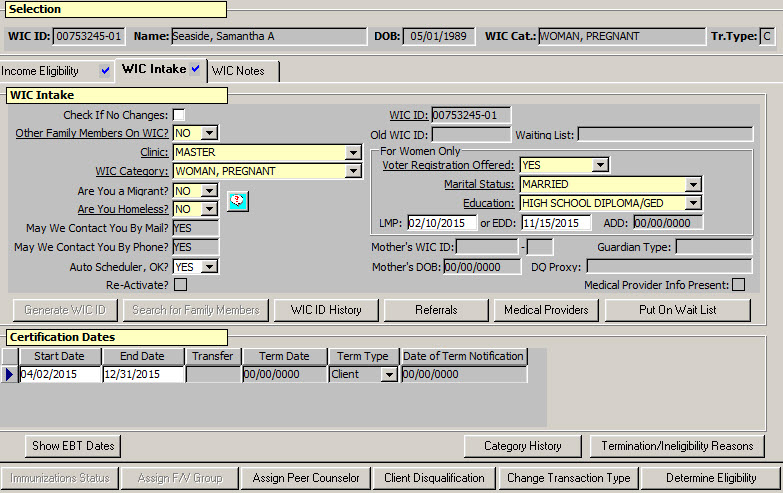 Selection
WIC ID: 00753245-01 Name: Seaside, Samantha A DOB: 05/01/1989 WIC Cat.: WOMAN, PREGNANT Tr.Type: C
Income Eligibility WIC Intake WIC Notes
WIC Intake
Check If No Changes: WIC ID: 00753245-01
Other Family Members On WIC? NO Old WIC ID: Waiting List:
Clinic: MASTER For Women Only
Voter Registration Offered: YES
WIC Category: WOMAN, PREGNANT Marital Status: MARRIED
Are You a Migrant? NO ?
Education: HIGH SCHOOL DIPLOMA/GED
Are You Homeless? NO
LMP: 02/10/2015 or EDD: 11/15/2015 ADD: 00/00/0000
May We Contact You By Mail? YES
May We Contact You By Phone? YES Mother's WIC ID: - Guardian Type:
Auto Scheduler, OK? YES Mother's DOB: 00/00/0000 DQ Proxy:
Re-Activate? Medical Provider Info Present:
Generate WIC ID Search for Family Members WIC ID History Referrals Medical Providers Put On Wait List
Certification Dates
Start Date End Date Transfer Term Date Term Type Date of Term Notification
04/02/2015 12/31/2015 00/00/0000 Client 00/00/0000
Show EBT Dates Category History Termination/Ineligibility Reasons
Immunizations Status Assign F/V Group Assign Peer Counselor Client Disqualification Change Transaction Type Determine Eligibility